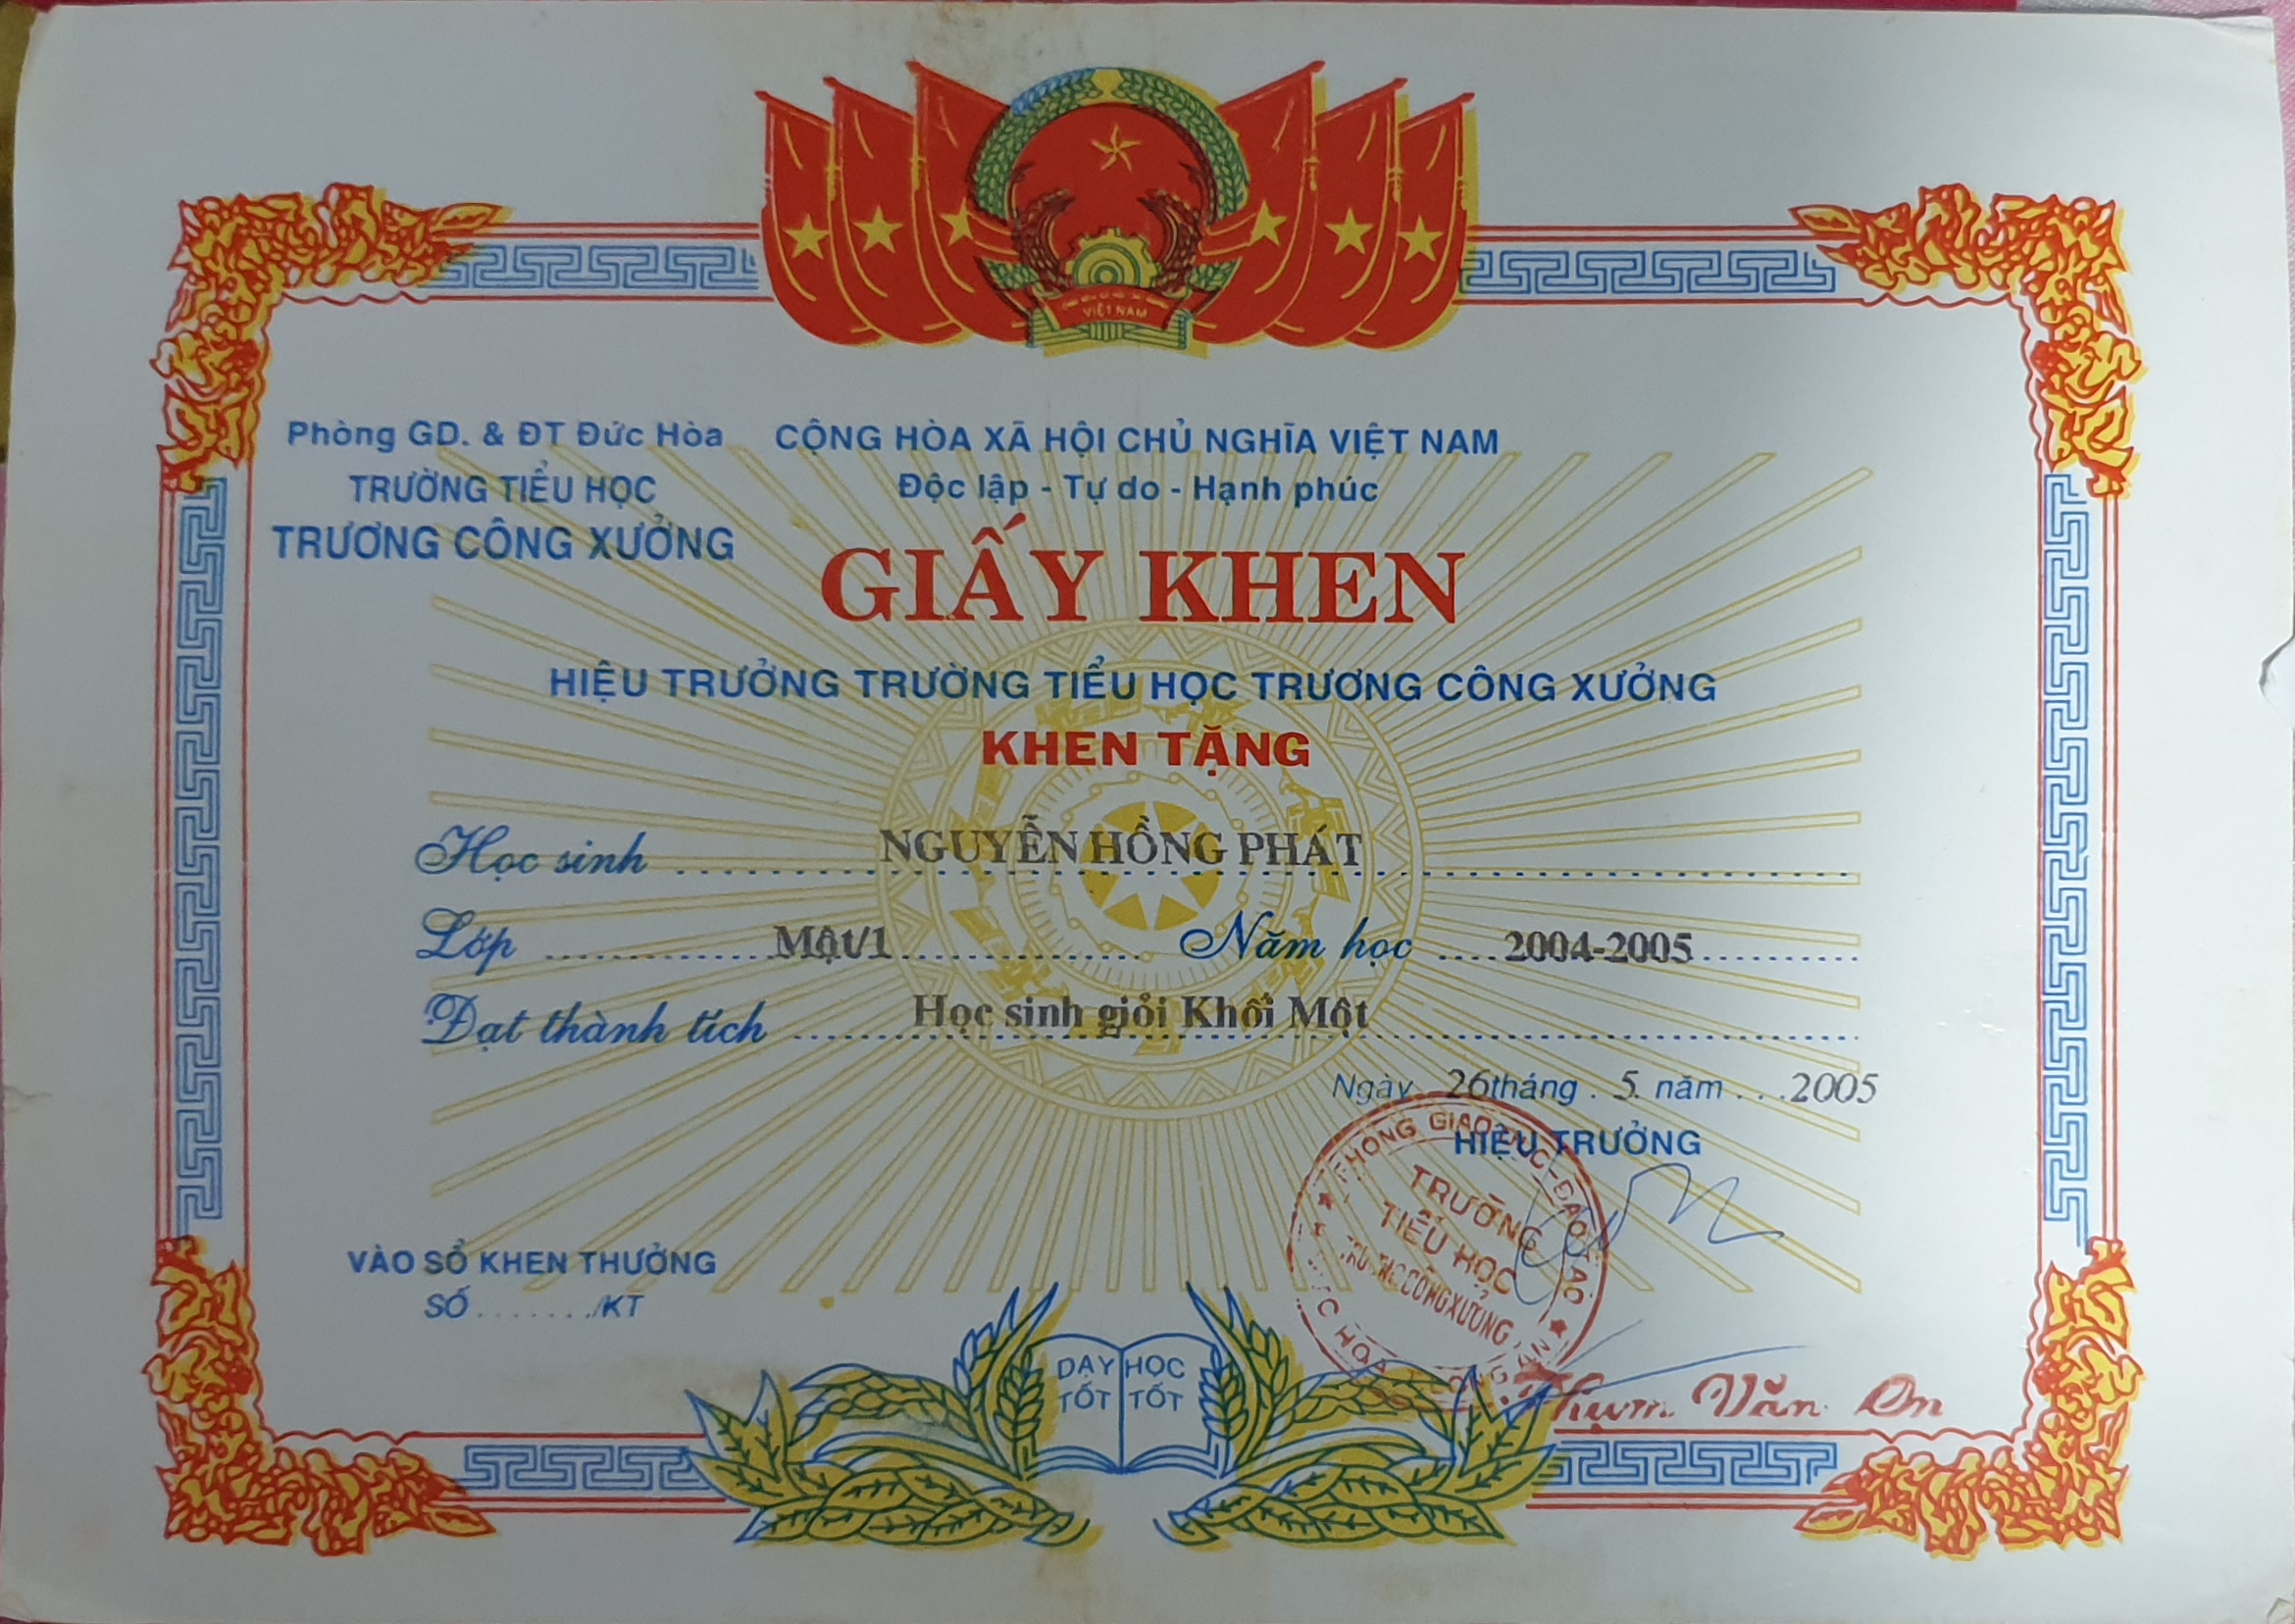 VIỆT NAM
Phòng GD. & ĐT Đức Hòa
TRƯỜNG TIỂU HỌC
TRƯƠNG CÔNG XƯỞNG
CỘNG HÒA XÃ HỘI CHỦ NGHĨA VIỆT NAM
Độc lập - Tự do - Hạnh phúc
GIẤY KHEN
HIỆU TRƯỞNG TRƯỜNG TIỂU HỌC TRƯƠNG CÔNG XƯỞNG
KHEN TẶNG
Học sinh NGUYỄN HỒNG PHÁT
Lớp Một/1 Năm học 2004-2005
Đạt thành tích Học sinh giỏi Khối Một
Ngày 26 tháng 5 năm 2005
HIỆU TRƯỞNG
PHÒNG GIÁO DỤC-ĐÀO TẠO
TRƯỜNG
TIỂU HỌC
TRƯƠNG CÔNG XƯỞNG
VÀO SỔ KHEN THƯỞNG
SỐ ......./KT
DẠY TỐT
HỌC TỐT
Văn Ơn